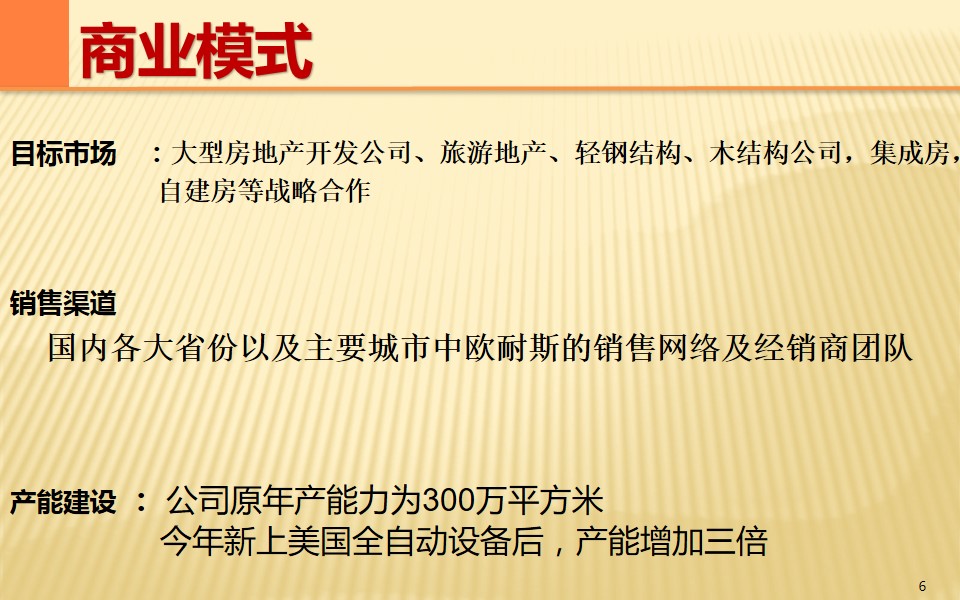 商业模式
目标市场 ：大型房地产开发公司、旅游地产、轻钢结构、木结构公司，集成房，
自建房等战略合作
销售渠道
国内各大省份以及主要城市中欧耐斯的销售网络及经销商团队
产能建设 ： 公司原年产能力为300万平方米
今年新上美国全自动设备后，产能增加三倍
6